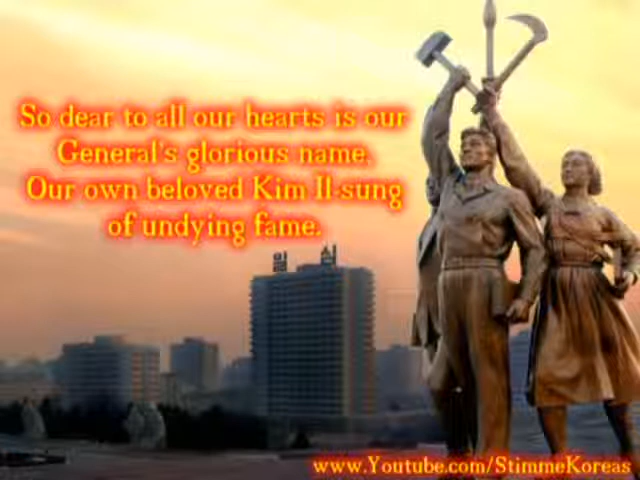 So dear to all our hearts is our
General's glorious name.
Our own beloved Kim Il-sung
of undying fame.
www.Youtube.com/StimmeKoreas